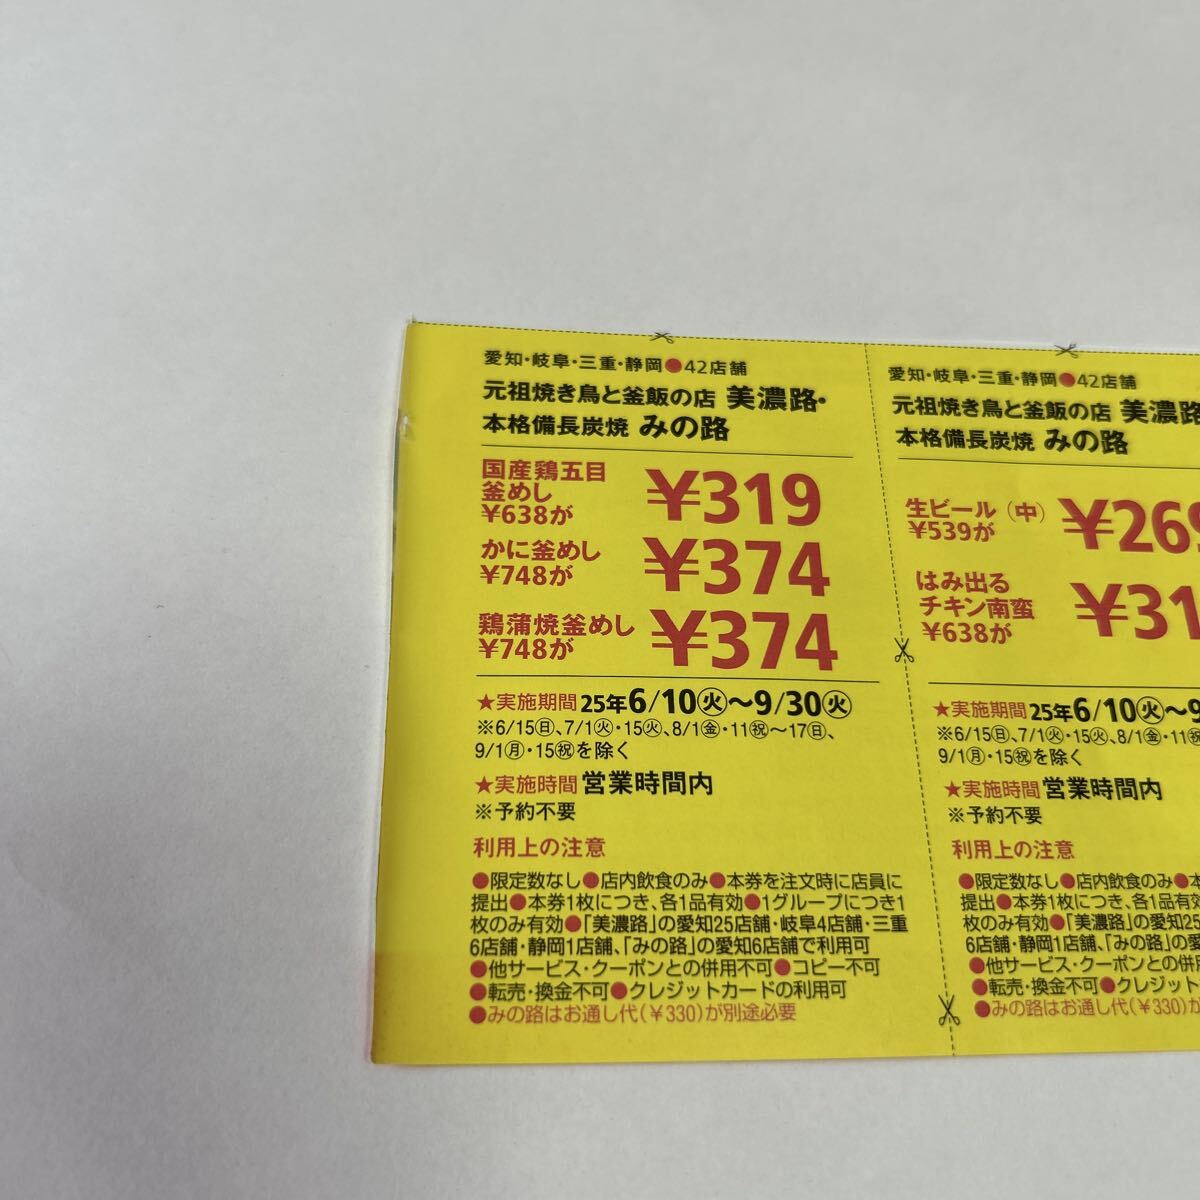 愛知・岐阜・三重・静岡●42店舗
元祖焼き鳥と釜飯の店 美濃路・
本格備長炭焼 みの路
国産鶏五目
釜めし
¥638が
¥319
かに釜めし
¥748が
¥374
鶏蒲焼釜めし
¥748が
¥374
★実施期間 25年6/10㊋〜9/30㊋
※6/15㊐、7/1㊋・15㊋、8/1㊎・11㊗〜17㊐、
9/1㊊・15㊗を除く
★実施時間 営業時間内
※予約不要
利用上の注意
●限定数なし●店内飲食のみ●本券を注文時に店員に
提出●本券1枚につき、各1品有効●1グループにつき1
枚のみ有効●「美濃路」の愛知25店舗・岐阜4店舗・三重
6店舗・静岡1店舗、「みの路」の愛知6店舗で利用可
●他サービス・クーポンとの併用不可●コピー不可
●転売・換金不可●クレジットカードの利用可
●みの路はお通し代(¥330)が別途必要
愛知・岐阜・三重・静岡●42店舗
元祖焼き鳥と釜飯の店 美濃路
本格備長炭焼 みの路
生ビール（中）
¥539が
¥269
はみ出る
チキン南蛮
¥638が
¥31
★実施期間 25年6/10㊋〜9
※6/15㊐、7/1㊋・15㊋、8/1㊎・11㊗
9/1㊊・15㊗を除く
★実施時間 営業時間内
※予約不要
利用上の注意
●限定数なし●店内飲食のみ●本
提出●本券1枚につき、各1品有効
枚のみ有効●「美濃路」の愛知25
6店舗・静岡1店舗、「みの路」の愛
●他サービス・クーポンとの併用
●転売・換金不可●クレジット
●みの路はお通し代(¥330)が